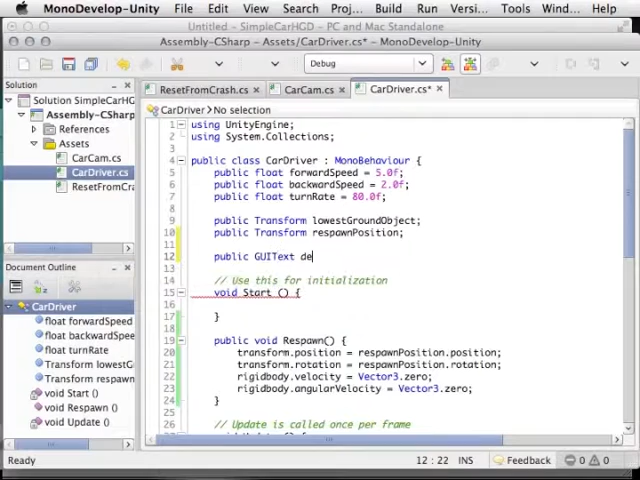 MonoDevelop-Unity File Edit View Search Project Build Run Versi... Tools Wind... Help
Untitled - SimpleCarHGD - PC and Mac Standalone
Assembly-CSharp - Assets/CarDriver.cs* - MonoDevelop-Unity
Debug
Solution
ResetFromCrash.cs × CarCam.cs × CarDriver.cs* ×
Solution SimpleCarHG
Assembly-CSharp
References
Assets
CarCam.cs
CarDriver.cs
ResetFromCra
CarDriver > No selection
1 using UnityEngine;
2 using System.Collections;
3
4 public class CarDriver : MonoBehaviour {
5 public float forwardSpeed = 5.0f;
6 public float backwardSpeed = 2.0f;
7 public float turnRate = 80.0f;
8
9 public Transform lowestGroundObject;
10 public Transform respawnPosition;
11
12 public GUIText de
13
14 // Use this for initialization
15 void Start () {
16
17 }
18
19 public void Respawn() {
20 transform.position = respawnPosition.position;
21 transform.rotation = respawnPosition.rotation;
22 rigidbody.velocity = Vector3.zero;
23 rigidbody.angularVelocity = Vector3.zero;
24 }
25
26 // Update is called once per frame
Document Outline
CarDriver
float forwardSpeed
float backwardSpeed
float turnRate
Transform lowestG
Transform respawn
void Start ()
void Respawn ()
void Update ()
Ready
12 : 22 INS
Feedback
0 0